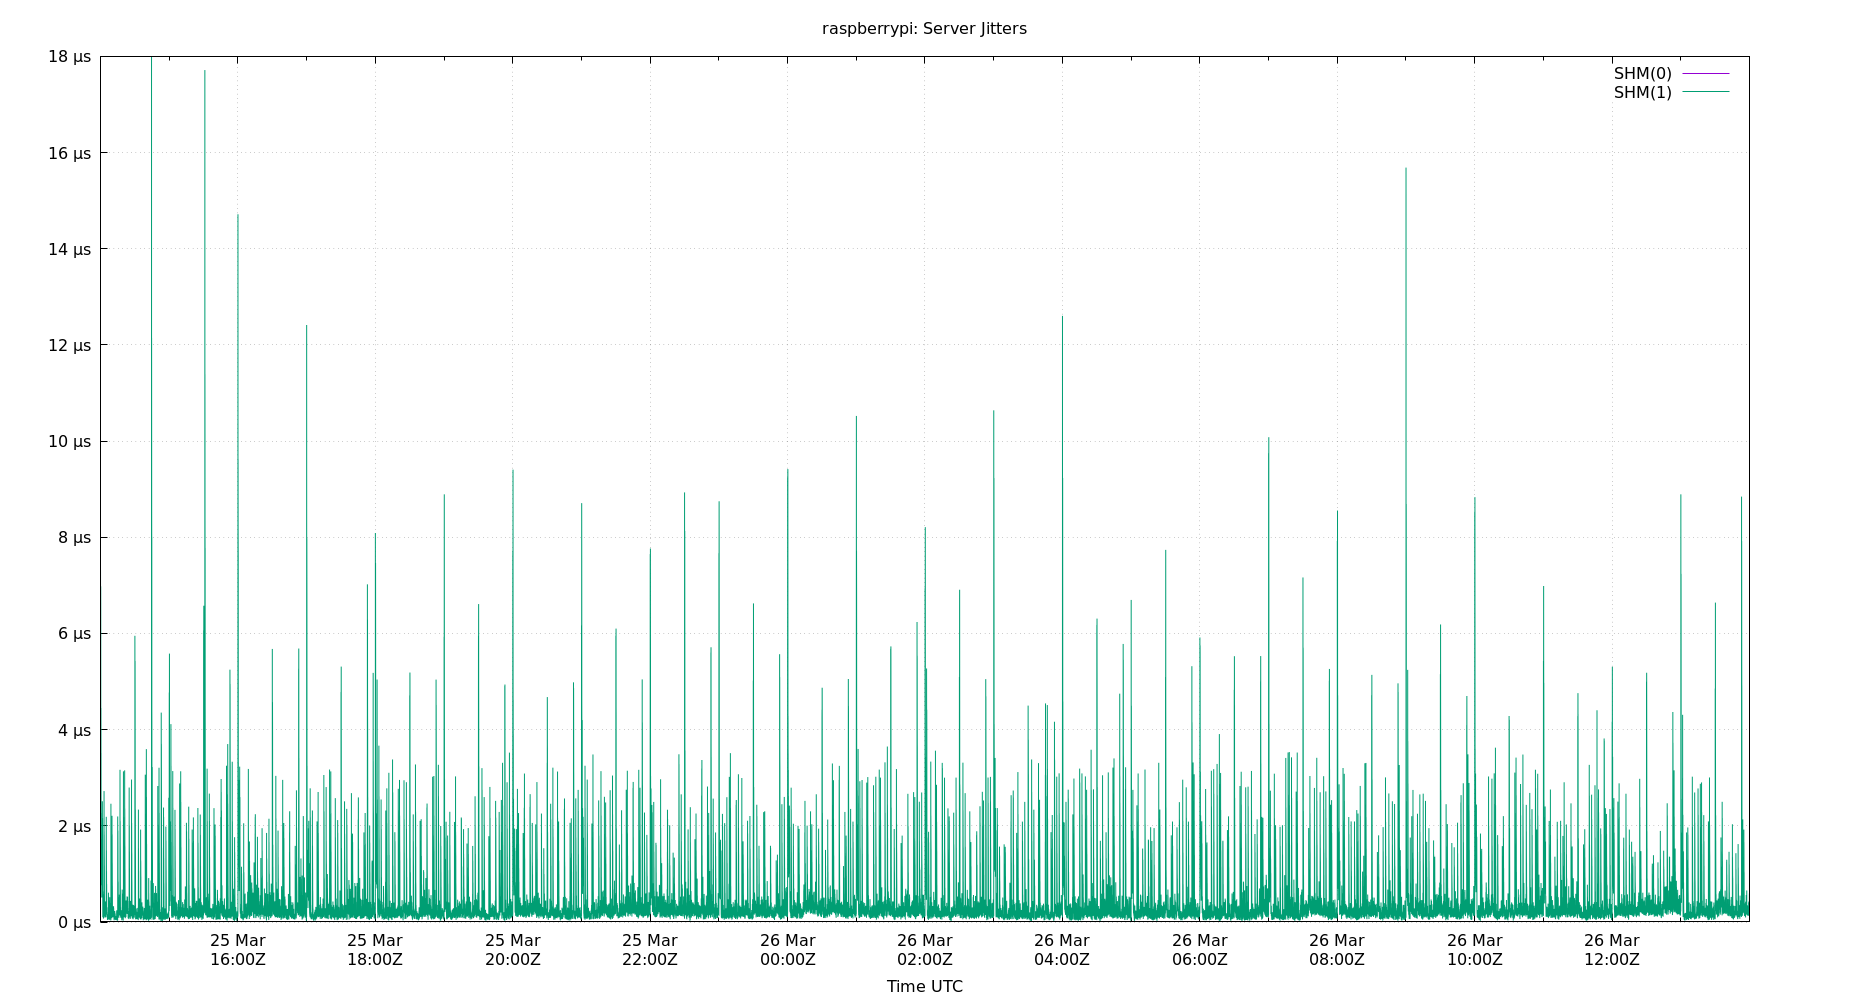 raspberrypi: Server Jitters
SHM(0)
SHM(1)
18 µs
16 µs
14 µs
12 µs
10 µs
8 µs
6 µs
4 µs
2 µs
0 µs
25 Mar 25 Mar 25 Mar 25 Mar 26 Mar 26 Mar 26 Mar 26 Mar 26 Mar 26 Mar 26 Mar
16:00Z 18:00Z 20:00Z 22:00Z 00:00Z 02:00Z 04:00Z 06:00Z 08:00Z 10:00Z 12:00Z
Time UTC